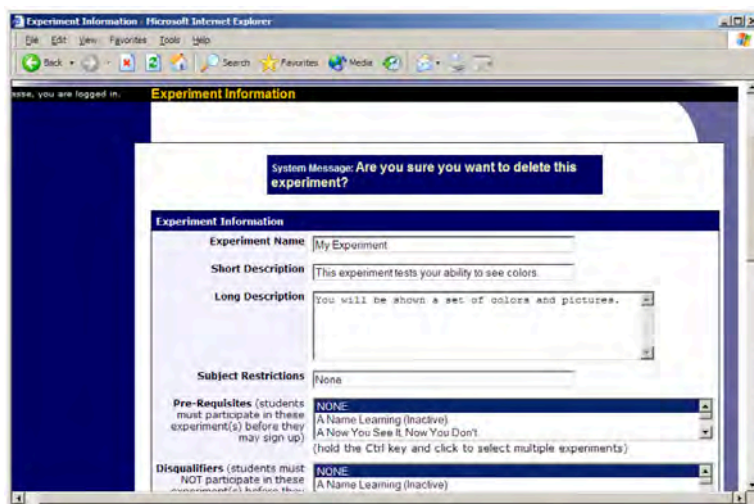 Experiment Information - Microsoft Internet Explorer
File Edit View Favorites Tools Help
Back Search Favorites Media
you are logged in. Experiment Information
System Message: Are you sure you want to delete this
experiment?
Experiment Information
Experiment Name My Experiment
Short Description This experiment tests your ability to see colors.
Long Description You will be shown a set of colors and pictures.
Subject Restrictions None
Pre-Requisites (students
must participate in these
experiment(s) before they
may sign up)
NONE
A Name Learning (Inactive)
A Now You See It, Now You Don't
(hold the Ctrl key and click to select multiple experiments)
Disqualifiers (students must
NOT participate in these
experiment(s) before they
NONE
A Name Learning (Inactive)